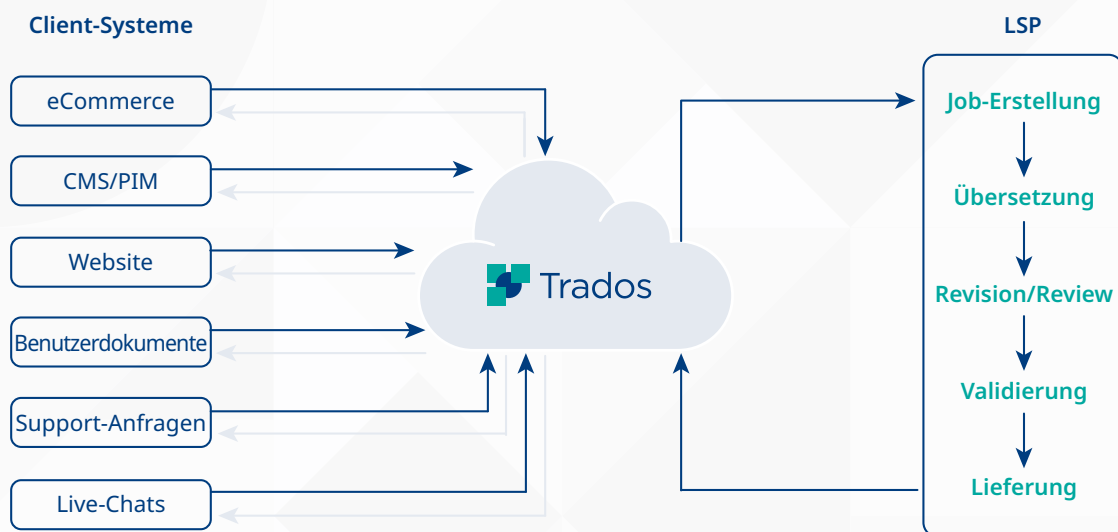 Client-Systeme
eCommerce
CMS/PIM
Website
Benutzerdokumente
Support-Anfragen
Live-Chats
Trados
LSP
Job-Erstellung
Übersetzung
Revision/Review
Validierung
Lieferung